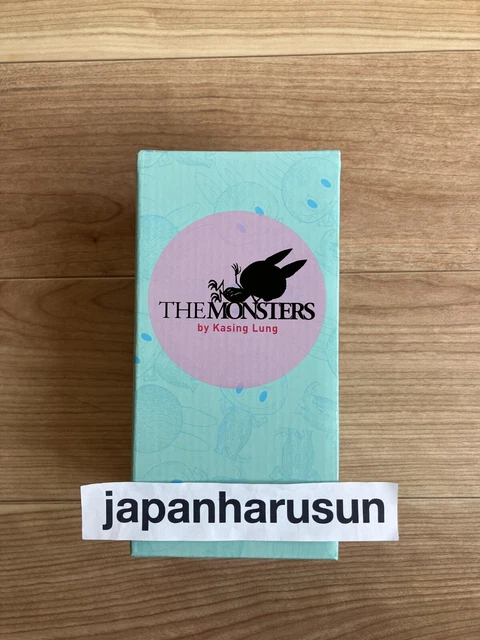 THE MONSTERS
by Kasing Lung
japanharusun